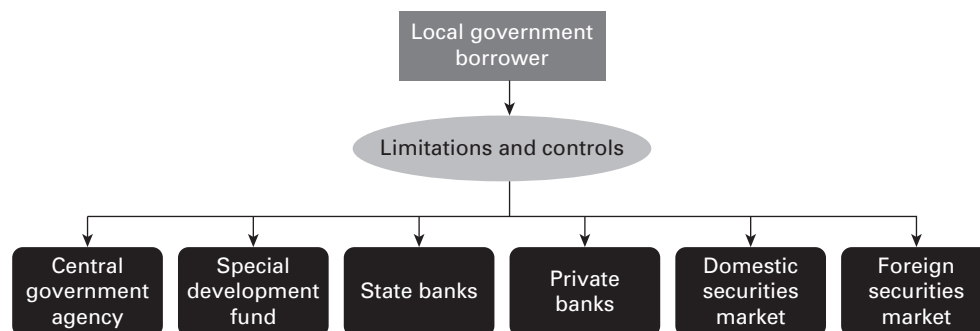 Local government
borrower
Limitations and controls
Central
government
agency
Special
development
fund
State banks
Private
banks
Domestic
securities
market
Foreign
securities
market